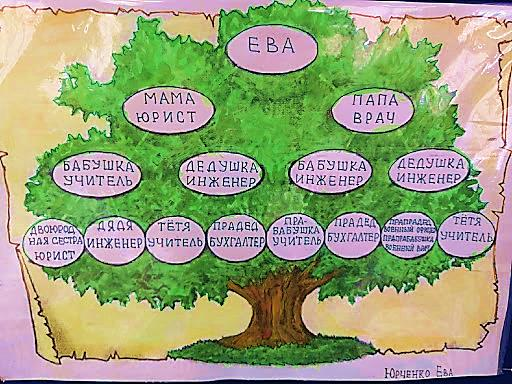 ЕВА
МАМА
ЮРИСТ
ПАПА
ВРАЧ
БАБУШКА
УЧИТЕЛЬ
ДЕДУШКА
ИНЖЕНЕР
БАБУШКА
ИНЖЕНЕР
ДЕДУШКА
ИНЖЕНЕР
ДВОЮРОД
НАЯ СЕСТРА
ЮРИСТ
ДЯДЯ
ИНЖЕНЕР
ТЁТЯ
УЧИТЕЛЬ
ПРАДЕД
БУХГАЛТЕР
ПРА-
БАБУШКА
УЧИТЕЛЬ
ПРАДЕД
БУХГАЛТЕР
ПРАПРАДЕД
ВОЕННЫЙ
ПРАПРАБАБУШКА
ВОЕННЫЙ ВРАЧ
ТЁТЯ
УЧИТЕЛЬ
ЮРЧЕНКО ЕВА